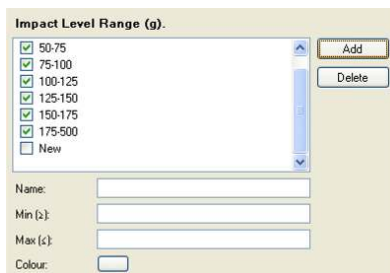 Impact Level Range (g).
50-75
75-100
100-125
125-150
150-175
175-500
New
Add
Delete
Name:
Min (≥):
Max (≤):
Colour: